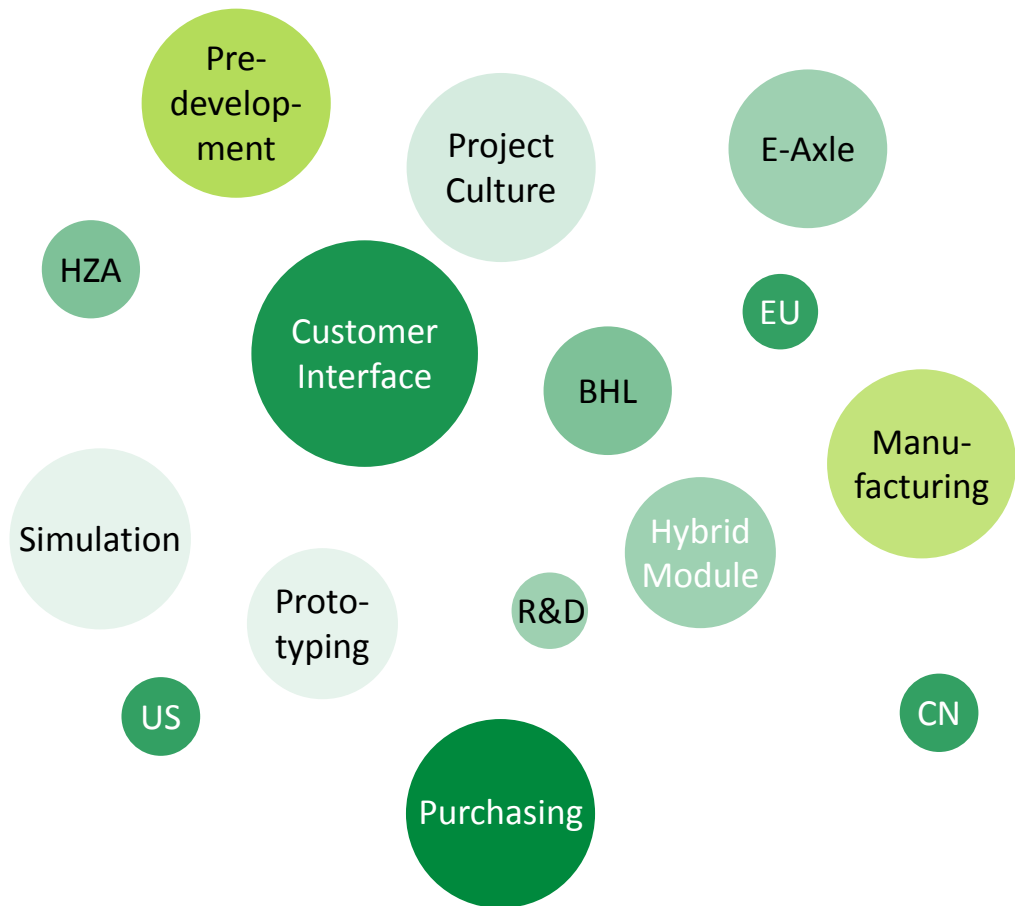 Pre-
develop-
ment
Project
Culture
E-Axle
HZA
EU
Customer
Interface
BHL
Manu-
facturing
Simulation
Hybrid
Module
Proto-
typing
R&D
US
CN
Purchasing